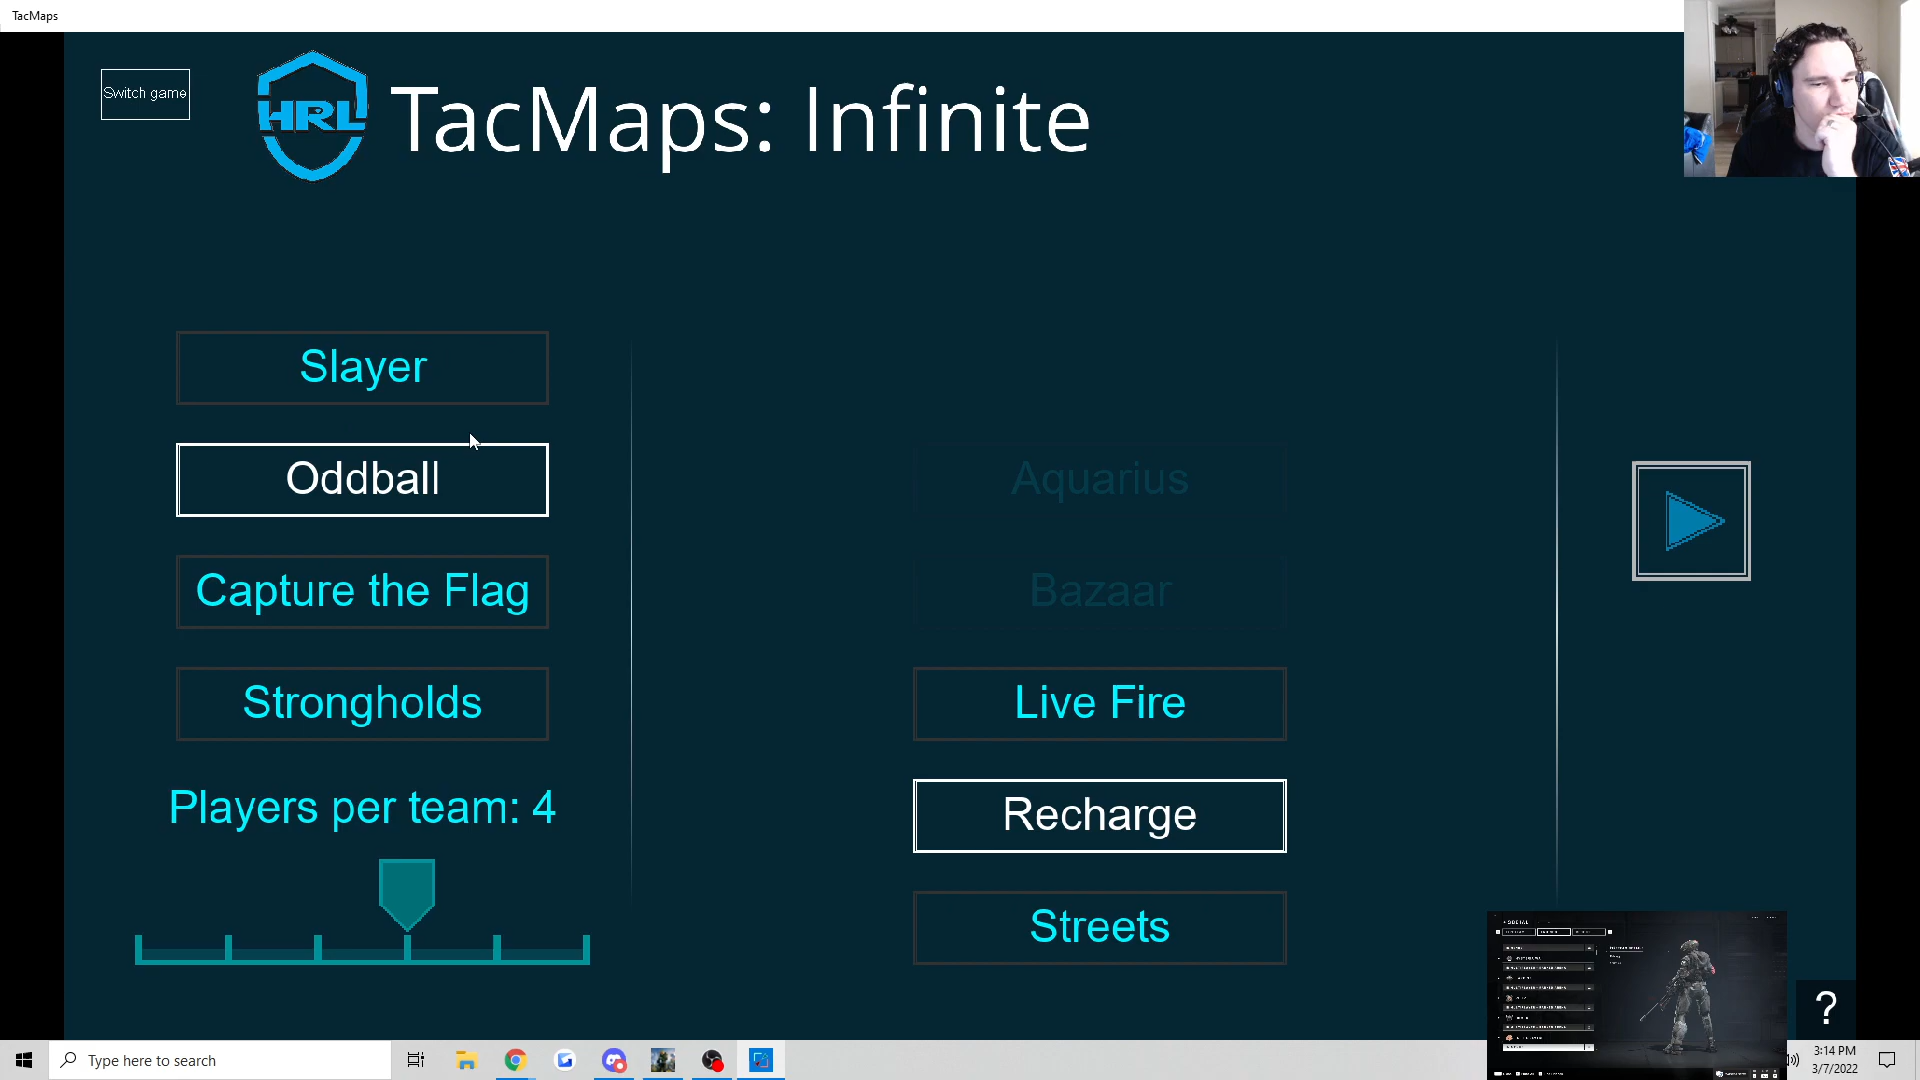 TacMaps
Switch game
HRL
TacMaps: Infinite
Slayer
Oddball
Capture the Flag
Strongholds
Players per team: 4
Aquarius
Bazaar
Live Fire
Recharge
Streets
SOCIAL
?
Type here to search
3:14 PM
3/7/2022